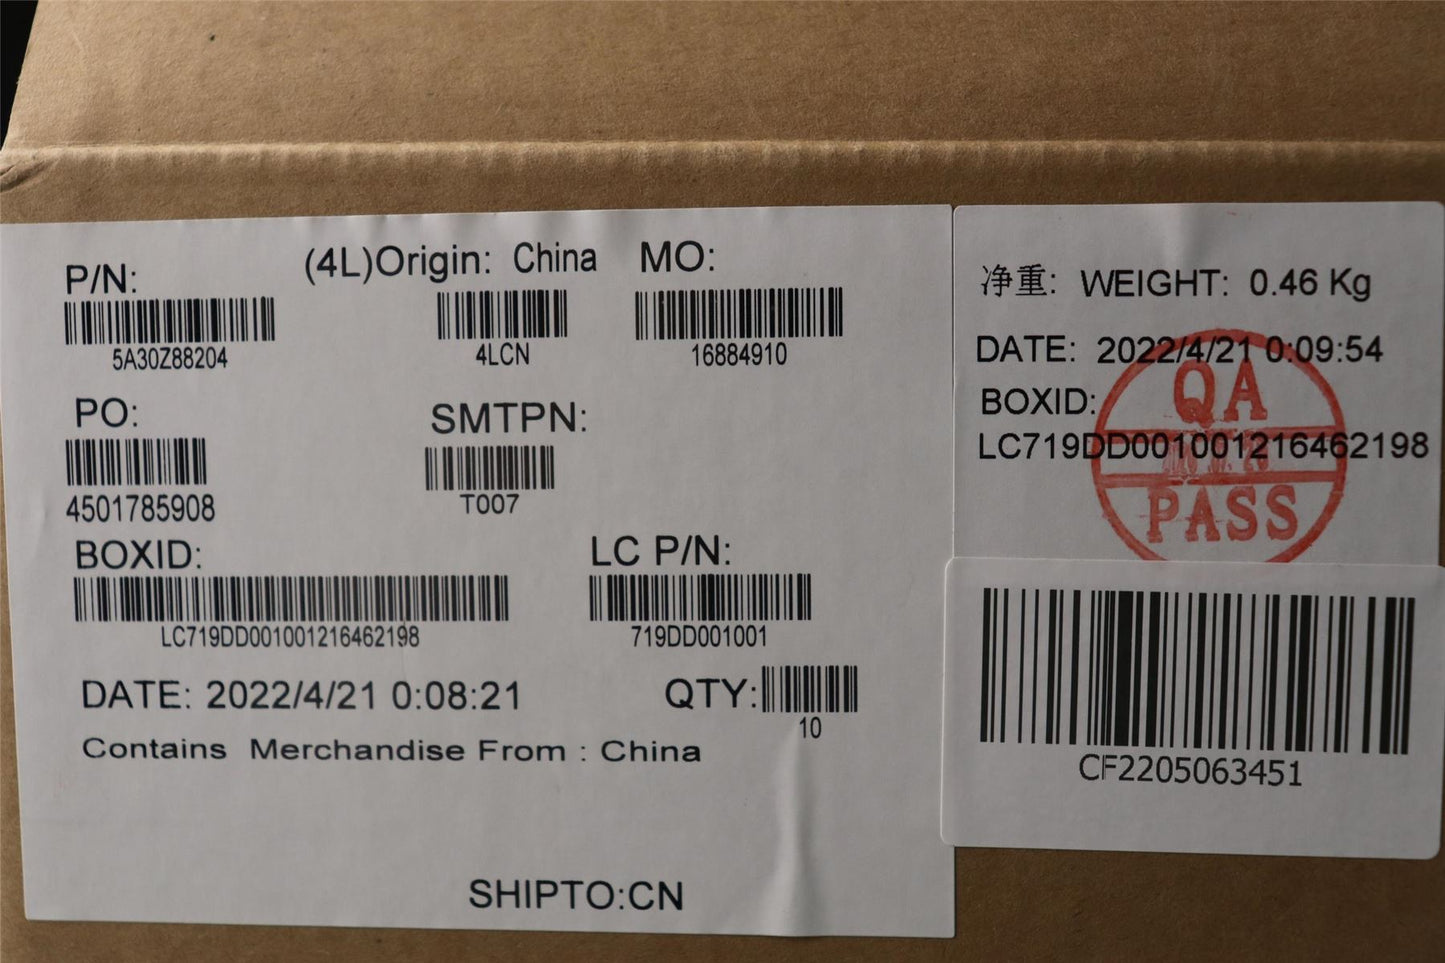 P/N:
(4L)Origin: China
MO:
5A30Z88204
4LCN
16884910
PO:
SMTPN:
4501785908
T007
BOXID:
LC P/N:
LC719DD001001216462198
719DD001001
DATE: 2022/4/21 0:08:21
QTY:
10
Contains Merchandise From : China
SHIPTO:CN
净重: WEIGHT: 0.46 Kg
DATE: 2022/4/21 0:09:54
BOXID:
LC719DD001001216462198
QA
PASS
CF2205063451